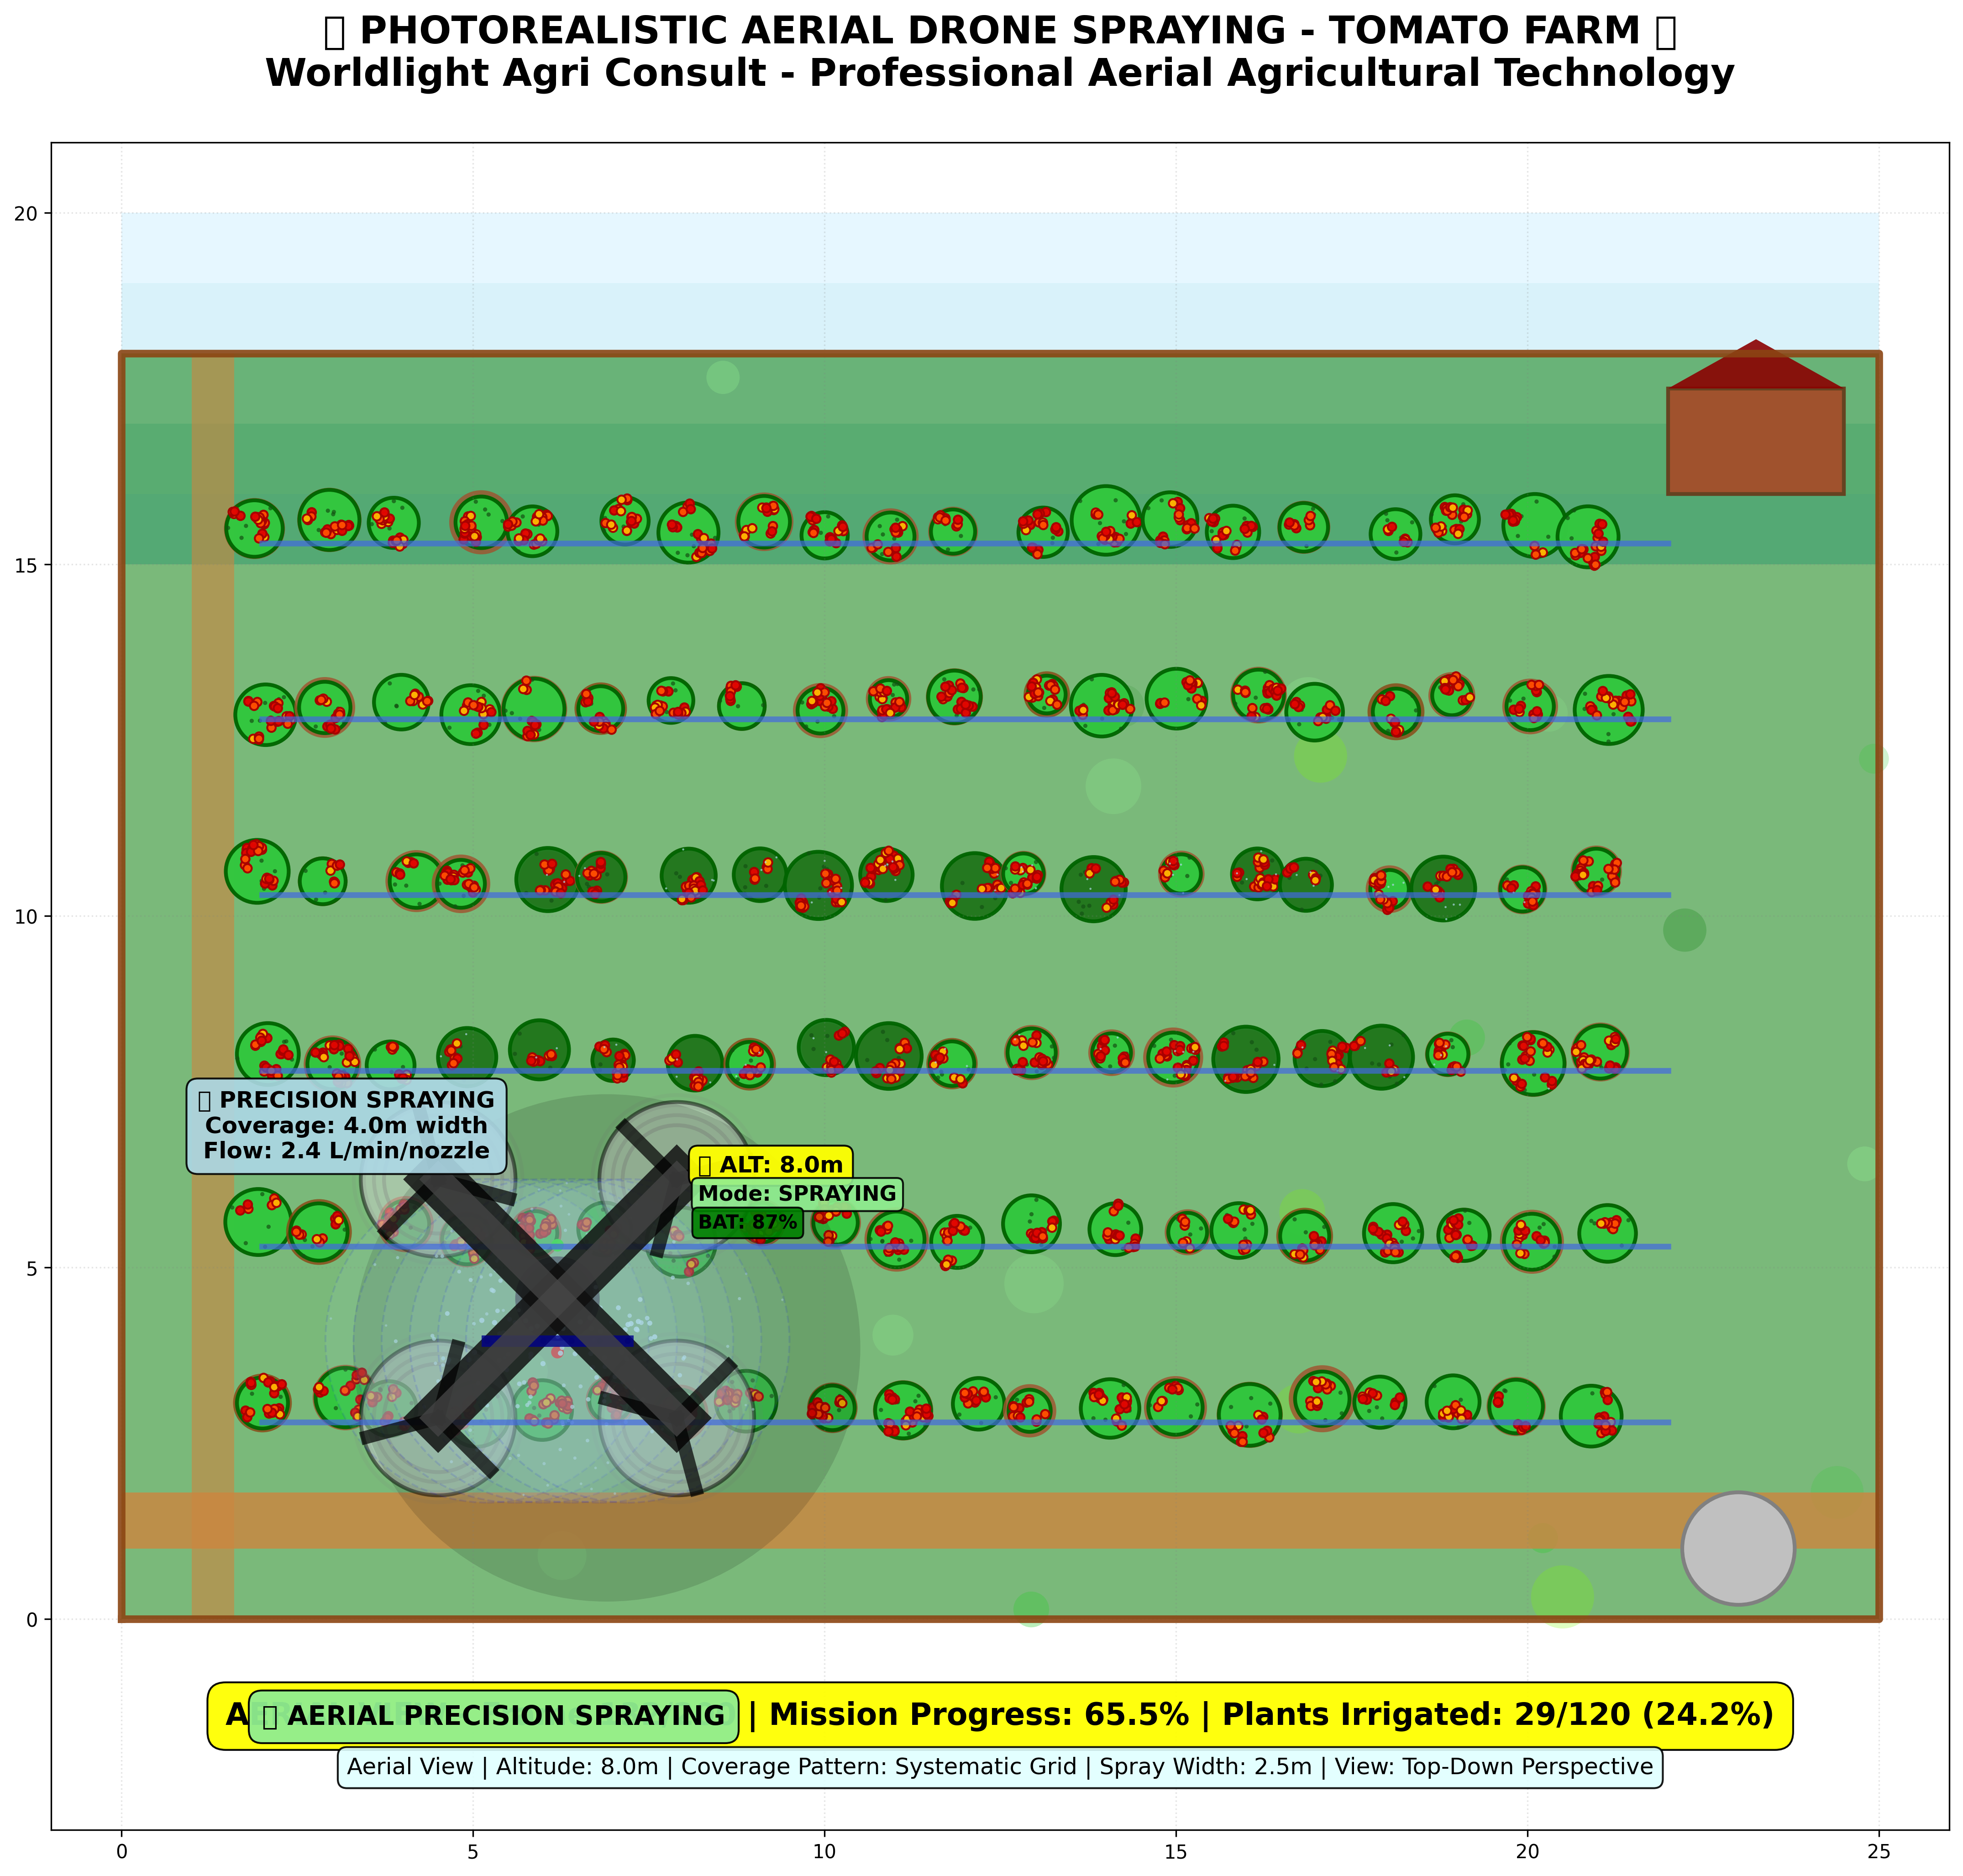 PHOTOREALISTIC AERIAL DRONE SPRAYING - TOMATO FARM
Worldlight Agri Consult - Professional Aerial Agricultural Technology
20
15
10
5
0
PRECISION SPRAYING
Coverage: 4.0m width
Flow: 2.4 L/min/nozzle
ALT: 8.0m
Mode: SPRAYING
BAT: 87%
AERIAL PRECISION SPRAYING
| Mission Progress: 65.5% | Plants Irrigated: 29/120 (24.2%)
Aerial View | Altitude: 8.0m | Coverage Pattern: Systematic Grid | Spray Width: 2.5m | View: Top-Down Perspective
0 5 10 15 20 25